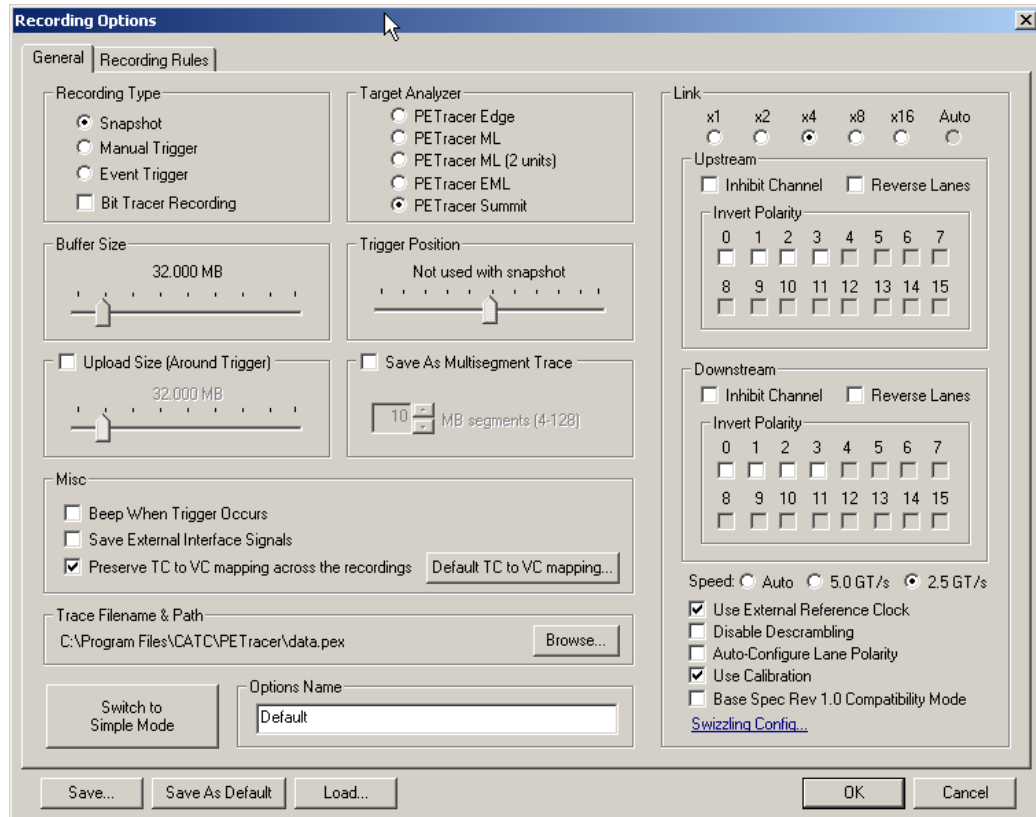 Recording Options
General
Recording Rules
Recording Type
Snapshot
Manual Trigger
Event Trigger
Bit Tracer Recording
Target Analyzer
PETracer Edge
PETracer ML
PETracer ML (2 units)
PETracer EML
PETracer Summit
Buffer Size
32.000 MB
Trigger Position
Not used with snapshot
Upload Size (Around Trigger)
32.000 MB
Save As Multisegment Trace
10 MB segments (4-128)
Misc
Beep When Trigger Occurs
Save External Interface Signals
Preserve TC to VC mapping across the recordings
Default TC to VC mapping...
Trace Filename & Path
C:\Program Files\CATC\PETracer\data.pex
Browse...
Switch to
Simple Mode
Options Name
Default
Link
x1 x2 x4 x8 x16 Auto
Upstream
Inhibit Channel
Reverse Lanes
Invert Polarity
0 1 2 3 4 5 6 7
8 9 10 11 12 13 14 15
Downstream
Inhibit Channel
Reverse Lanes
Invert Polarity
0 1 2 3 4 5 6 7
8 9 10 11 12 13 14 15
Speed: Auto 5.0 GT/s 2.5 GT/s
Use External Reference Clock
Disable Descrambling
Auto-Configure Lane Polarity
Use Calibration
Base Spec Rev 1.0 Compatibility Mode
Swizzling Config...
Save...
Save As Default
Load...
OK
Cancel